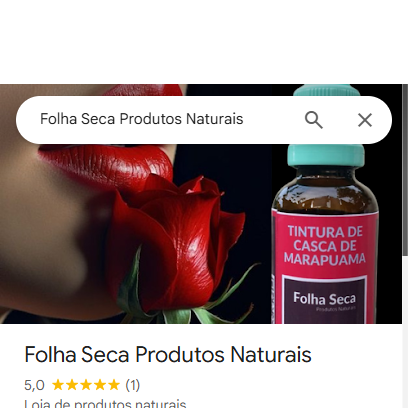 Folha Seca Produtos Naturais
TINTURA DE
CASCA DE
MARAPUAMA
Folha Seca
Produtos Naturais
Folha Seca Produtos Naturais
5,0 (1)
Loja de produtos naturais